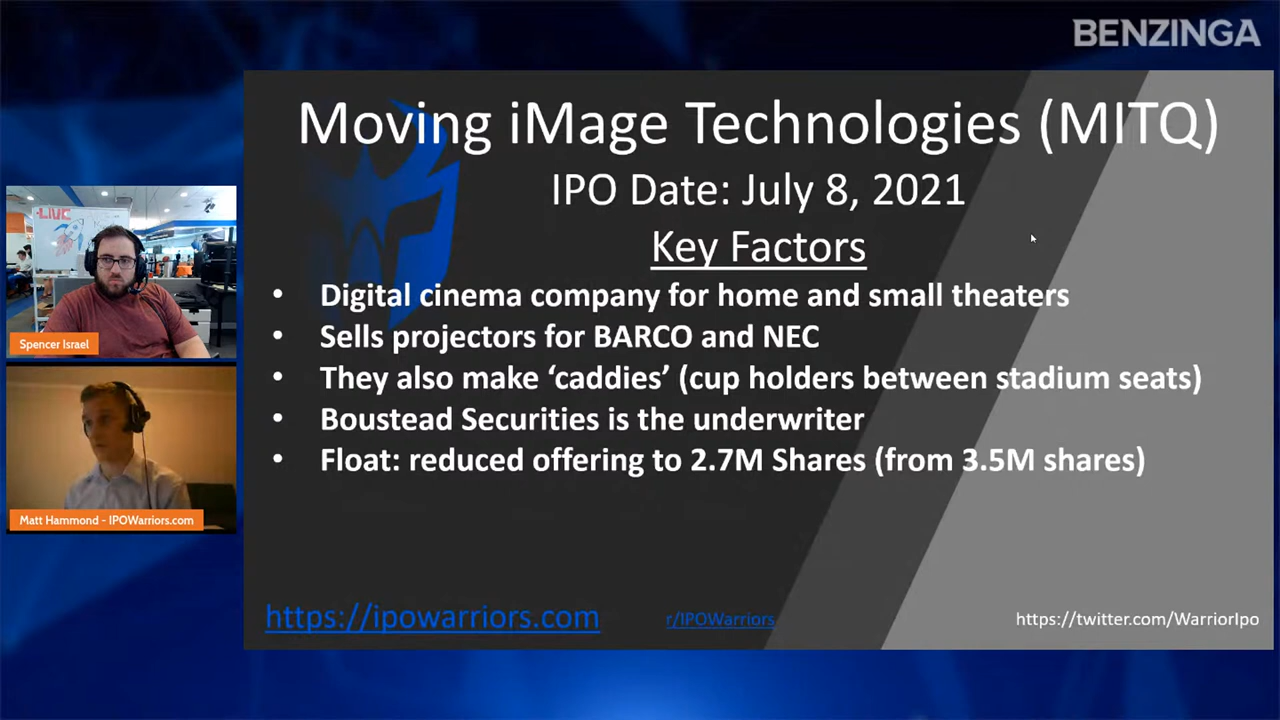 BENZINGA
Moving iMage Technologies (MITQ)
IPO Date: July 8, 2021
Key Factors
• Digital cinema company for home and small theaters
• Sells projectors for BARCO and NEC
• They also make ‘caddies’ (cup holders between stadium seats)
• Boustead Securities is the underwriter
• Float: reduced offering to 2.7M Shares (from 3.5M shares)
https://ipowarriors.com
r/IPOWarriors
https://twitter.com/WarriorIpo
LIVE
Spencer Israel
Matt Hammond - IPOWarriors.com